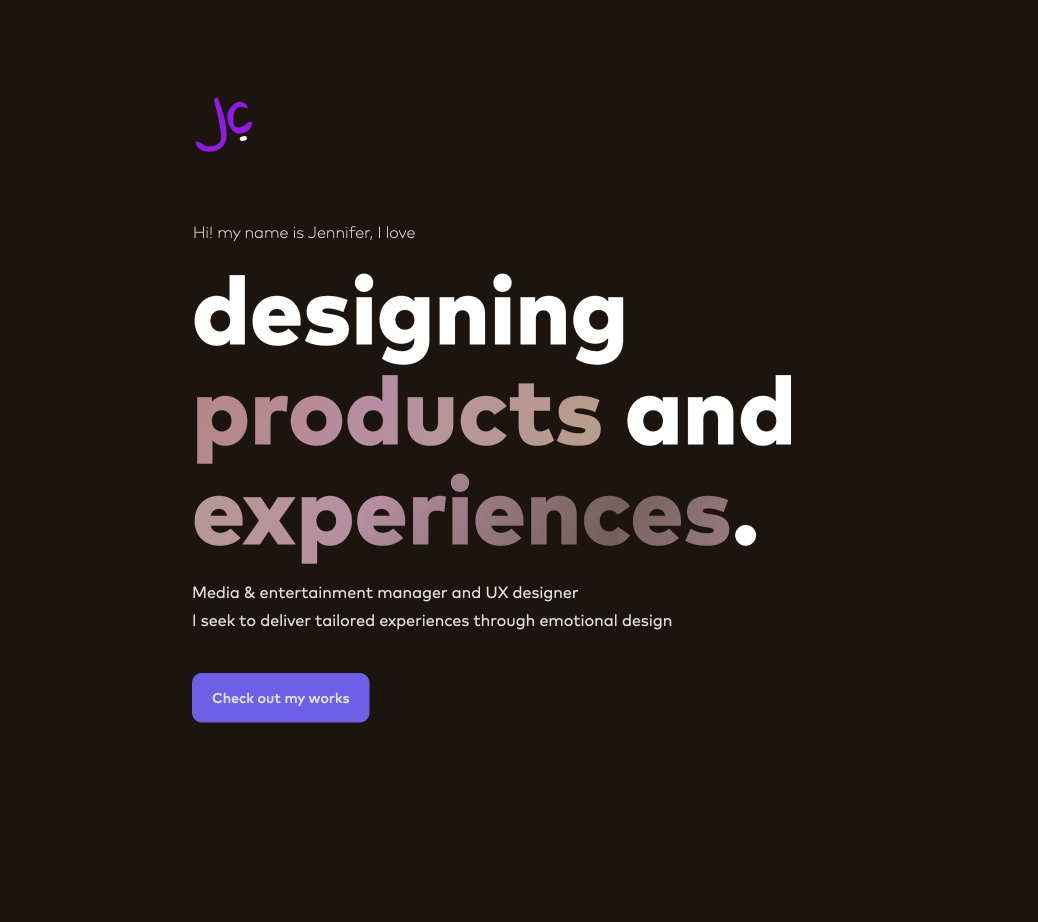 JC
Hi! my name is Jennifer, I love
designing
products and
experiences.
Media & entertainment manager and UX designer
I seek to deliver tailored experiences through emotional design
Check out my works